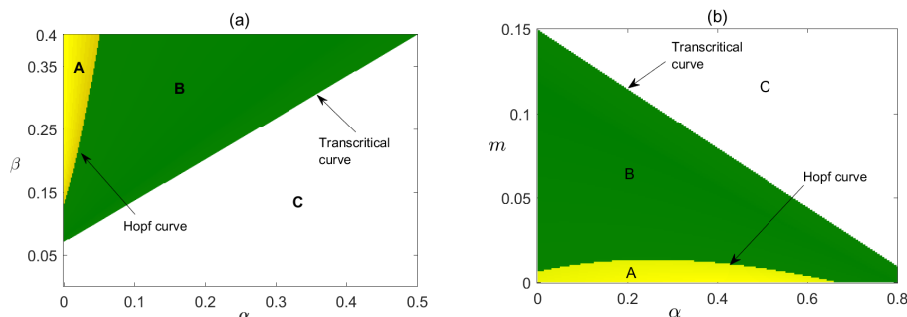 (a)
0.4
0.35
0.25
β
0.15
0.05
A
B
C
Transcritical
curve
Hopf curve
0
0.1
0.2
0.3
0.4
0.5
α
(b)
0.15
0.1
m
0.05
0
Transcritical
curve
C
B
Hopf curve
A
0
0.2
0.4
0.6
0.8
α